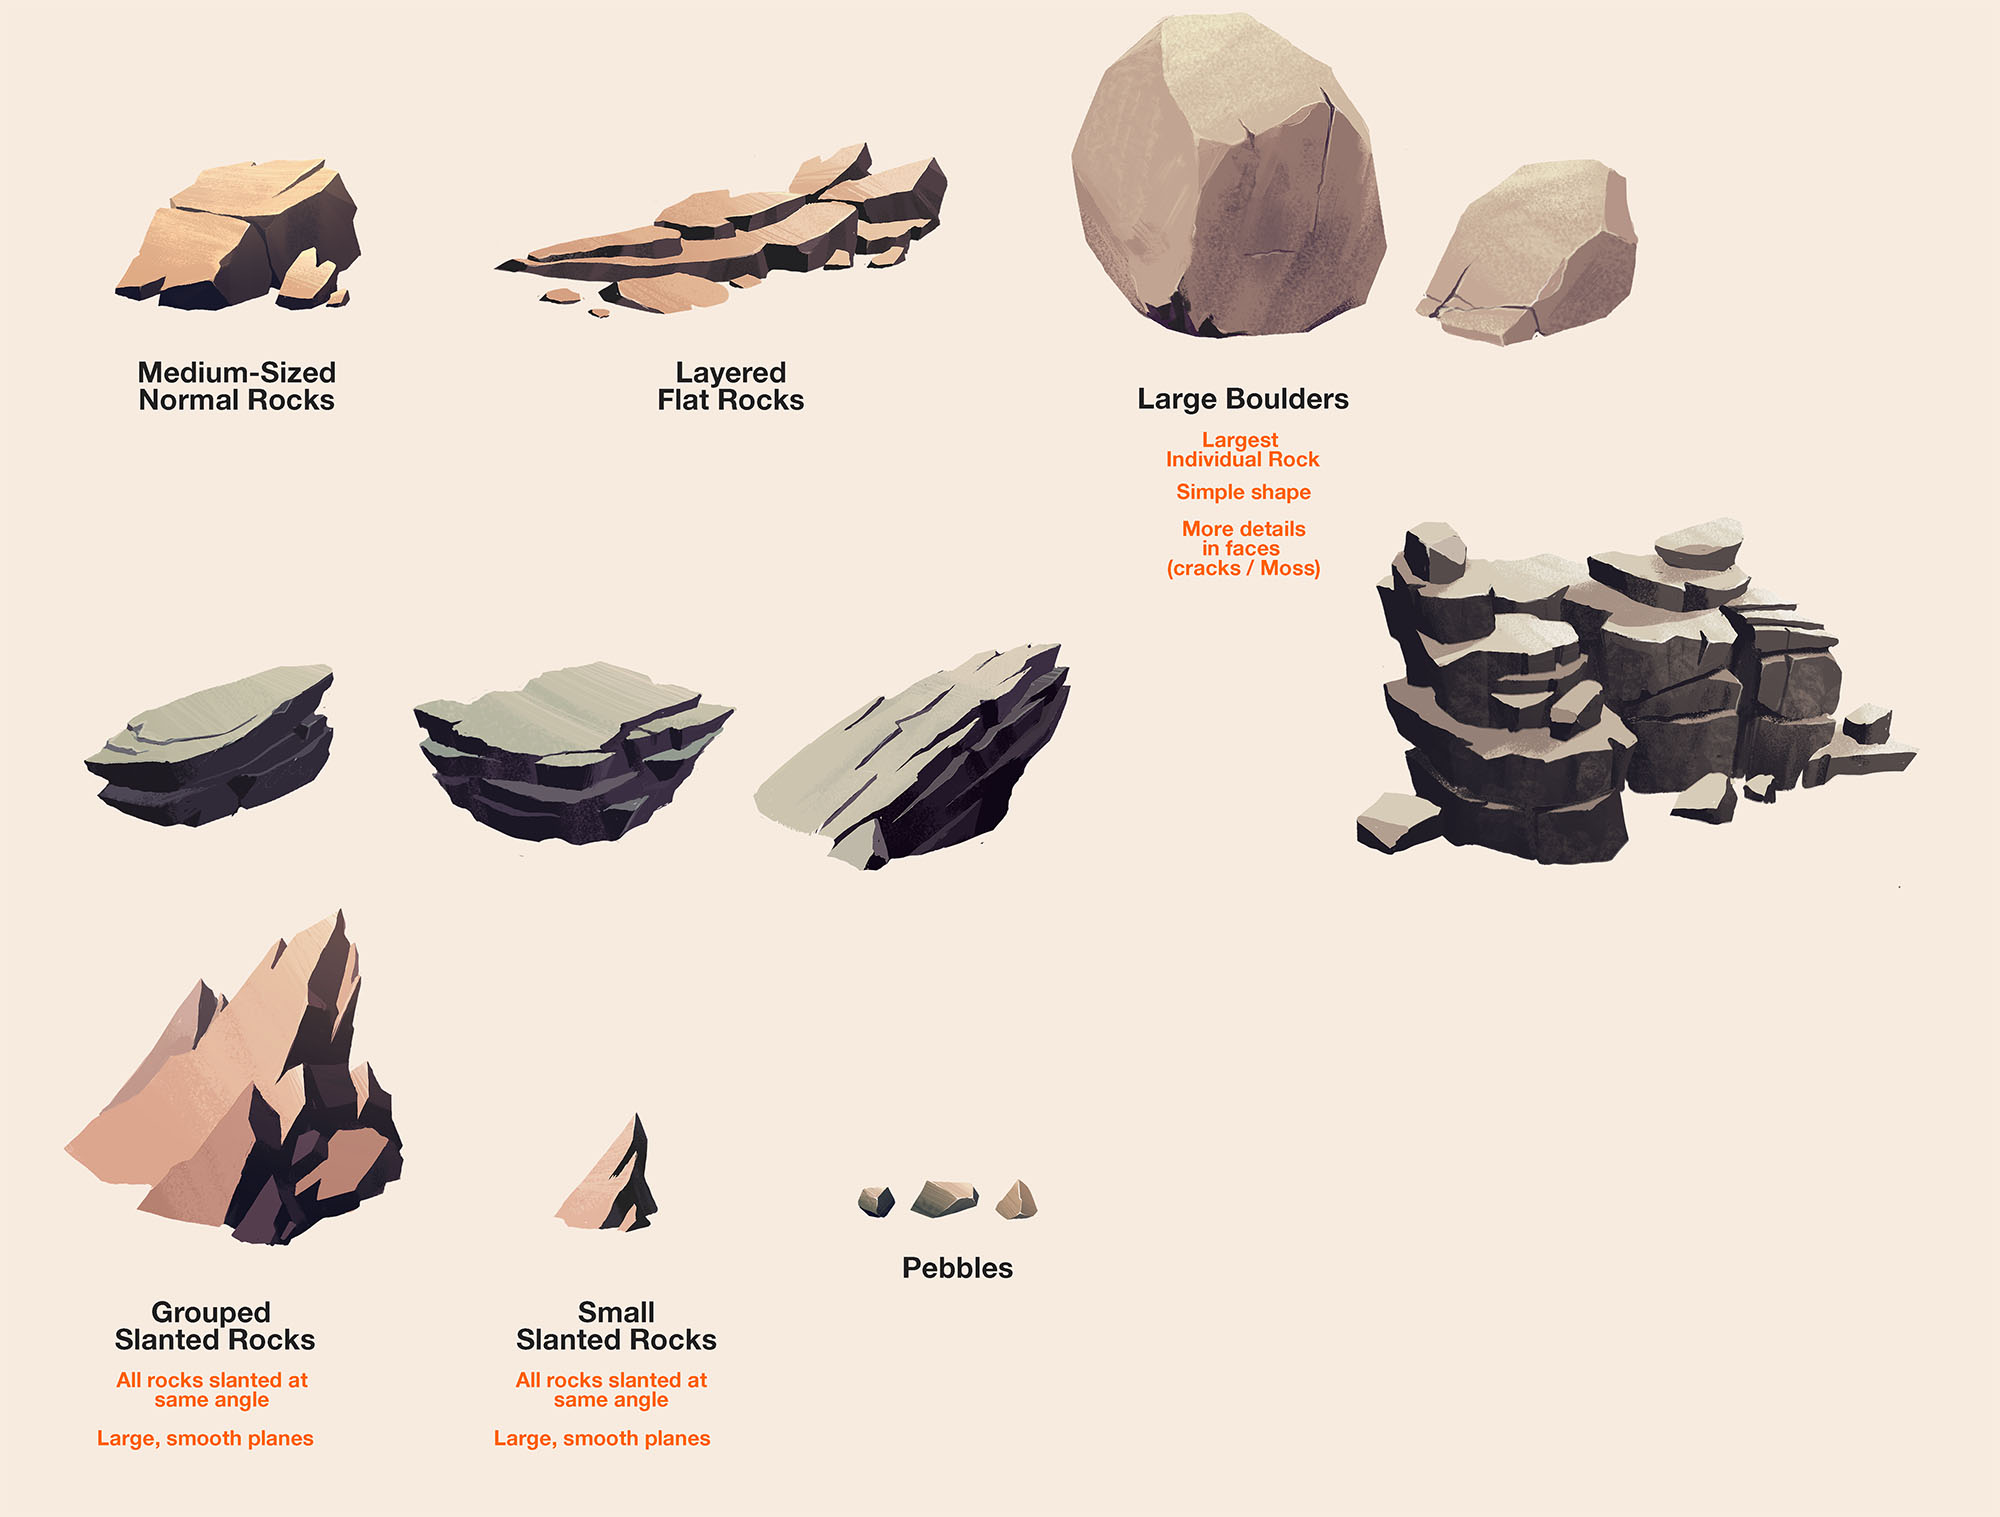 Medium-Sized
Normal Rocks
Layered
Flat Rocks
Large Boulders
Largest
Individual Rock
Simple shape
More details
in faces
(cracks / Moss)
Grouped
Slanted Rocks
All rocks slanted at
same angle
Large, smooth planes
Small
Slanted Rocks
All rocks slanted at
same angle
Large, smooth planes
Pebbles